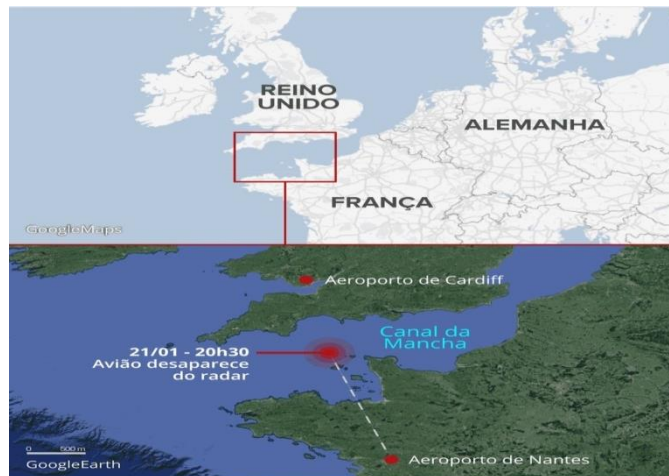 REINO
UNIDO
ALEMANHA
FRANÇA
GoogleMaps
Aeroporto de Cardiff
Canal da
Mancha
21/01 - 20h30
Avião desaparece
do radar
0 500 m
GoogleEarth
Aeroporto de Nantes